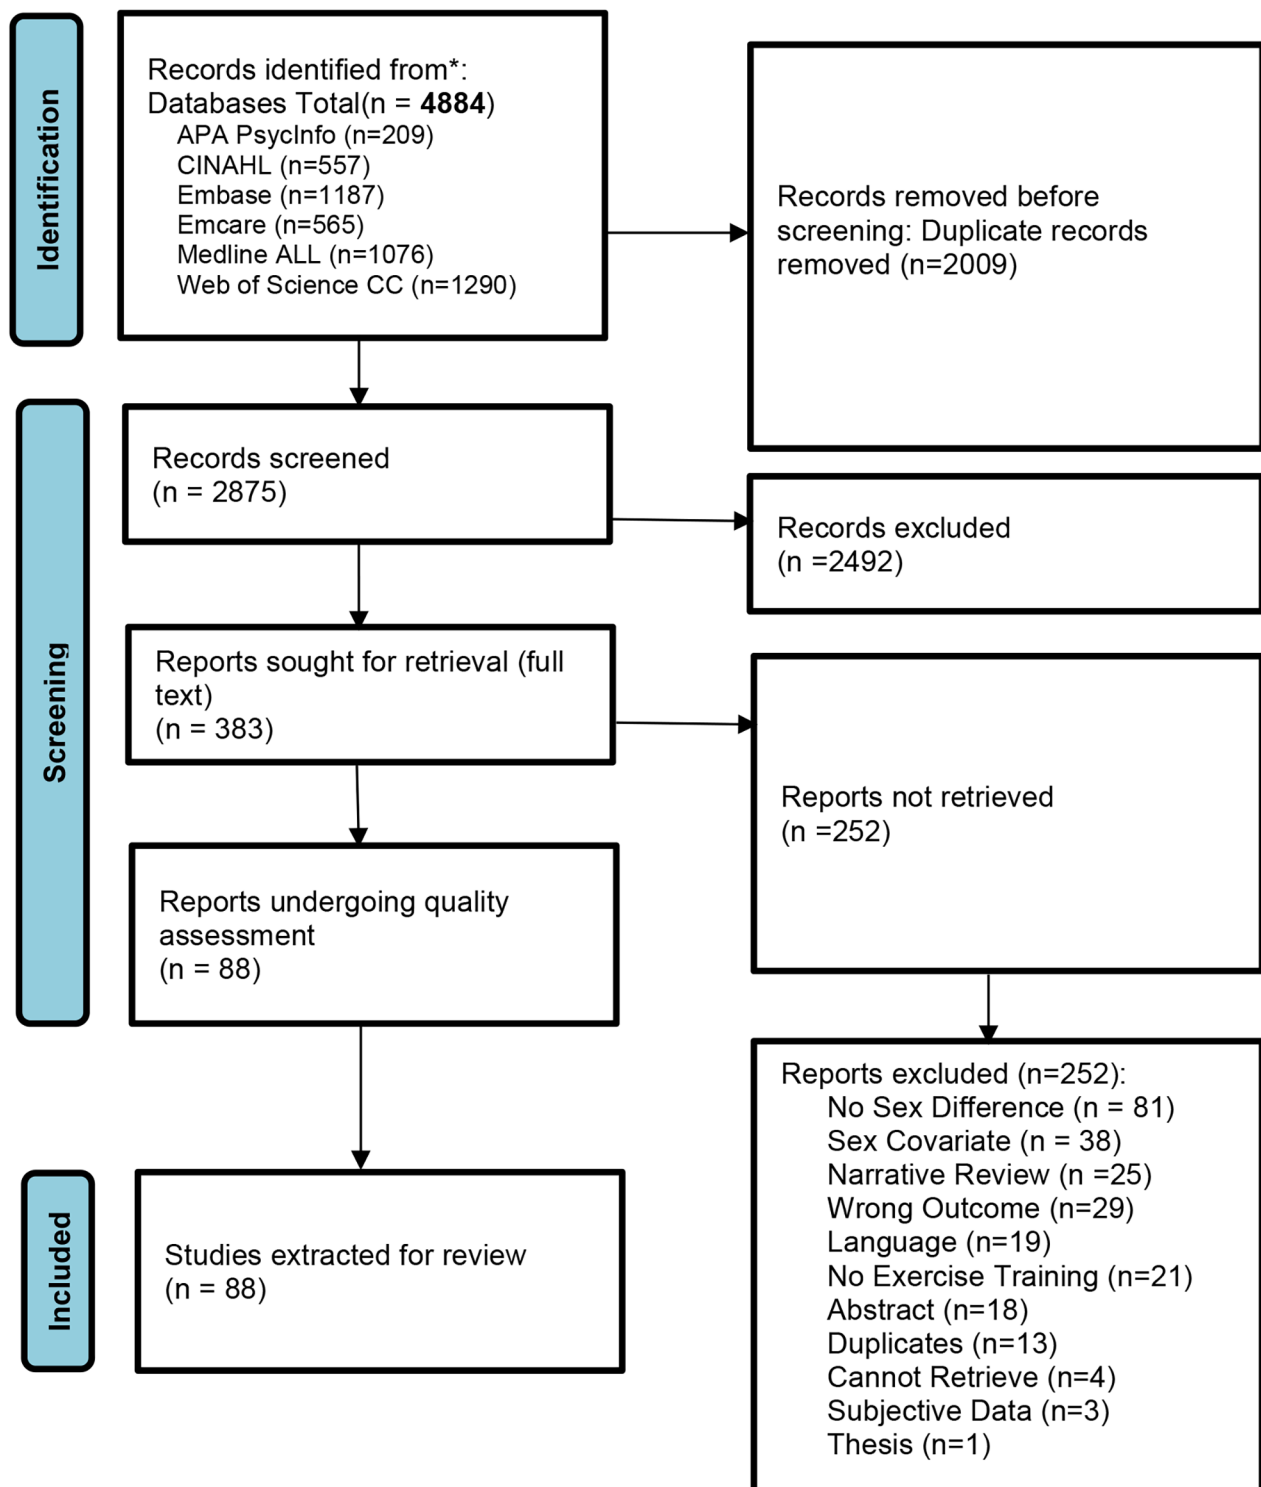 Identification
Records identified from*:
Databases Total(n = 4884)
APA PsycInfo (n=209)
CINAHL (n=557)
Embase (n=1187)
Emcare (n=565)
Medline ALL (n=1076)
Web of Science CC (n=1290)
Records removed before
screening: Duplicate records
removed (n=2009)
Screening
Records screened
(n = 2875)
Records excluded
(n =2492)
Reports sought for retrieval (full
text)
(n = 383)
Reports not retrieved
(n =252)
Reports undergoing quality
assessment
(n = 88)
Reports excluded (n=252):
No Sex Difference (n = 81)
Sex Covariate (n = 38)
Narrative Review (n =25)
Wrong Outcome (n=29)
Language (n=19)
No Exercise Training (n=21)
Abstract (n=18)
Duplicates (n=13)
Cannot Retrieve (n=4)
Subjective Data (n=3)
Thesis (n=1)
Included
Studies extracted for review
(n = 88)